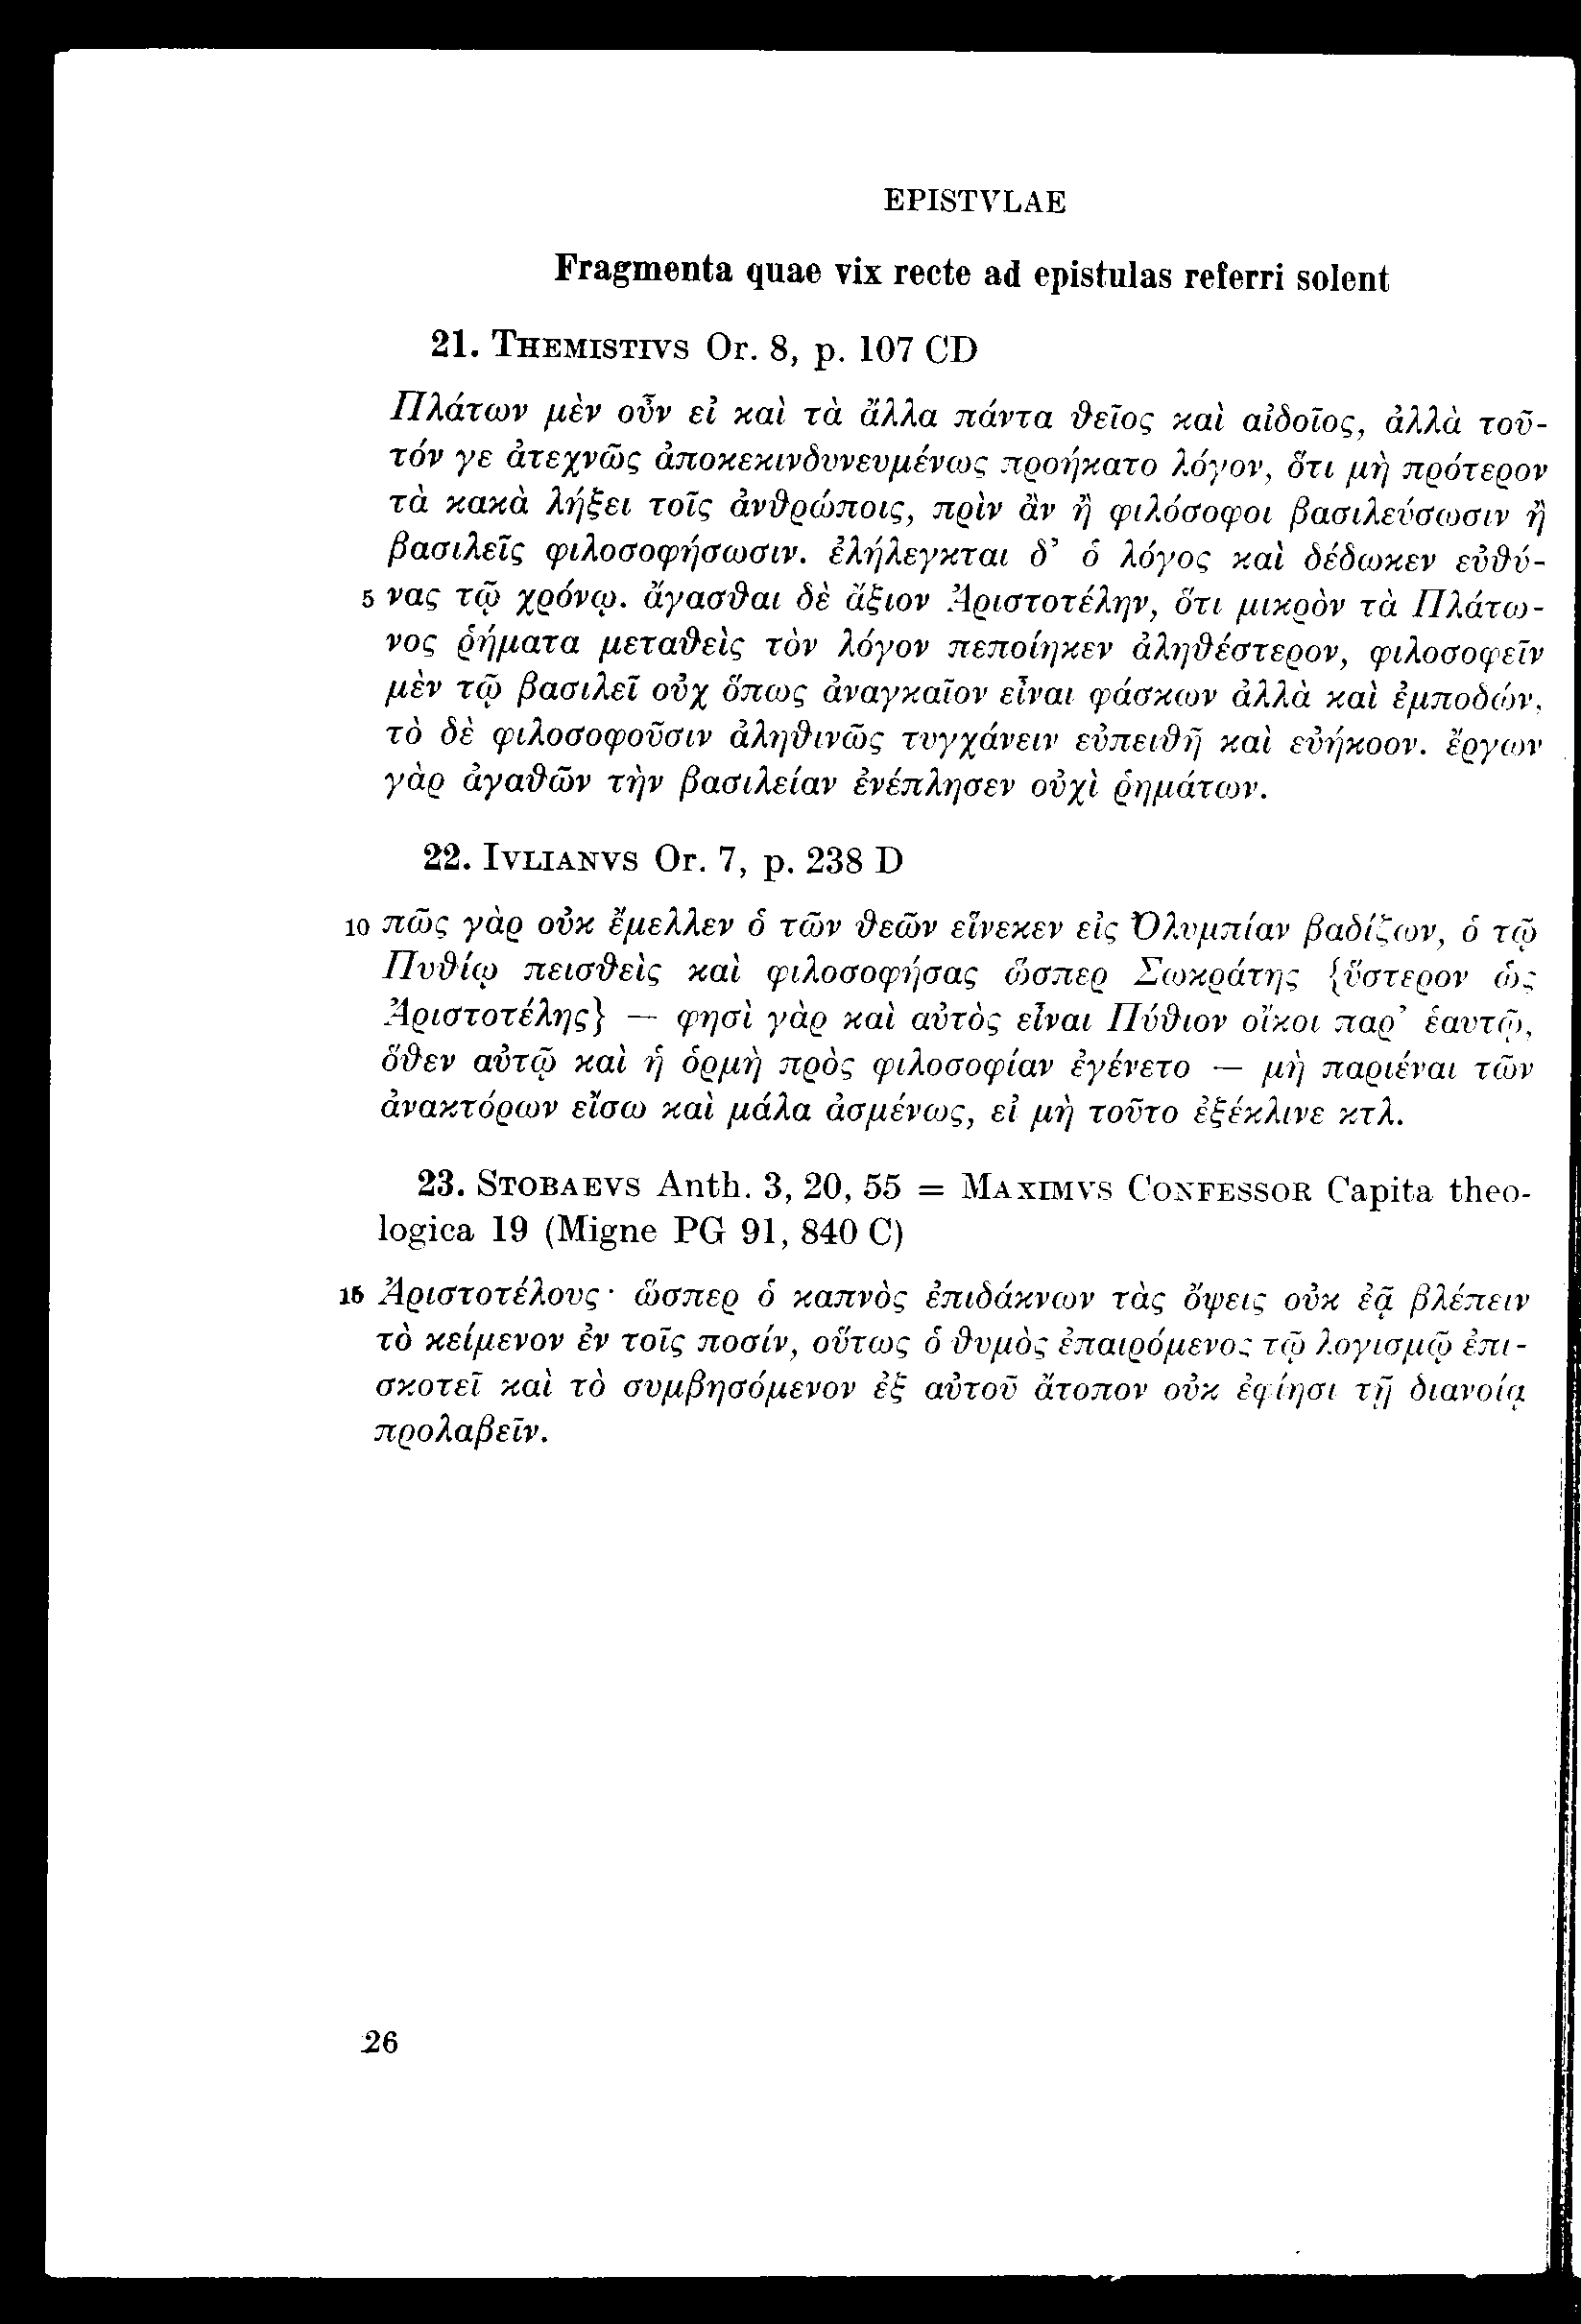 EPISTVLAE
Fragmenta quae vix recte ad epistulas referri solent
21. THEMISTIVS Or. 8, p. 107 CD
Πλάτων μὲν οὖν εἰ καὶ τὰ ἄλλα πάντα θεῖος καὶ αἰδοῖος, ἀλλὰ τοῦ-
τόν γε ἀτεχνῶς ἀποκεκινδυνευμένως προήκατο λόγον, ὅτι μὴ πρότερον
τὰ κακὰ λήξει τοῖς ἀνθρώποις, πρὶν ἂν ἢ φιλόσοφοι βασιλεύσωσιν ἢ
βασιλεῖς φιλοσοφήσωσιν. ἐλήλεγκται δ’ ὁ λόγος καὶ δέδωκεν εὐθύ-
5 νας τῷ χρόνῳ. ἄγασθαι δὲ ἄξιον Ἀριστοτέλην, ὅτι μικρὸν τὰ Πλάτω-
νος ῥήματα μεταθεὶς τὸν λόγον πεποίηκεν ἀληθέστερον, φιλοσοφεῖν
μὲν τῷ βασιλεῖ οὐχ ὅπως ἀναγκαῖον εἶναι φάσκων ἀλλὰ καὶ ἐμποδών,
τὸ δὲ φιλοσοφοῦσιν ἀληθινῶς τυγχάνειν εὐπειθῆ καὶ εὐήκοον. ἔργων
γὰρ ἀγαθῶν τὴν βασιλείαν ἐνέπλησεν οὐχὶ ῥημάτων.
22. IVLIANVS Or. 7, p. 238 D
10 πῶς γὰρ οὐκ ἔμελλεν ὁ τῶν θεῶν εἵνεκεν εἰς Ὀλυμπίαν βαδίζων, ὁ τῷ
Πυθίῳ πεισθεὶς καὶ φιλοσοφήσας ὥσπερ Σωκράτης {ὕστερον ὡς
Ἀριστοτέλης} — φησὶ γὰρ καὶ αὐτὸς εἶναι Πύθιον οἴκοι παρ’ ἑαυτῷ,
ὅθεν αὐτῷ καὶ ἡ ὁρμὴ πρὸς φιλοσοφίαν ἐγένετο — μὴ παριέναι τῶν
ἀνακτόρων εἴσω καὶ μάλα ἀσμένως, εἰ μὴ τοῦτο ἐξέκλινε κτλ.
23. STOBAEVS Anth. 3, 20, 55 = MAXIMVS CONFESSOR Capita theo-
logica 19 (Migne PG 91, 840 C)
15 Ἀριστοτέλους· ὥσπερ ὁ καπνὸς ἐπιδάκνων τὰς ὄψεις οὐκ ἐᾷ βλέπειν
τὸ κείμενον ἐν τοῖς ποσίν, οὕτως ὁ θυμὸς ἐπαιρόμενος τῷ λογισμῷ ἐπι-
σκοτεῖ καὶ τὸ συμβησόμενον ἐξ αὐτοῦ ἄτοπον οὐκ ἐφίησι τῇ διανοίᾳ
προλαβεῖν.
26